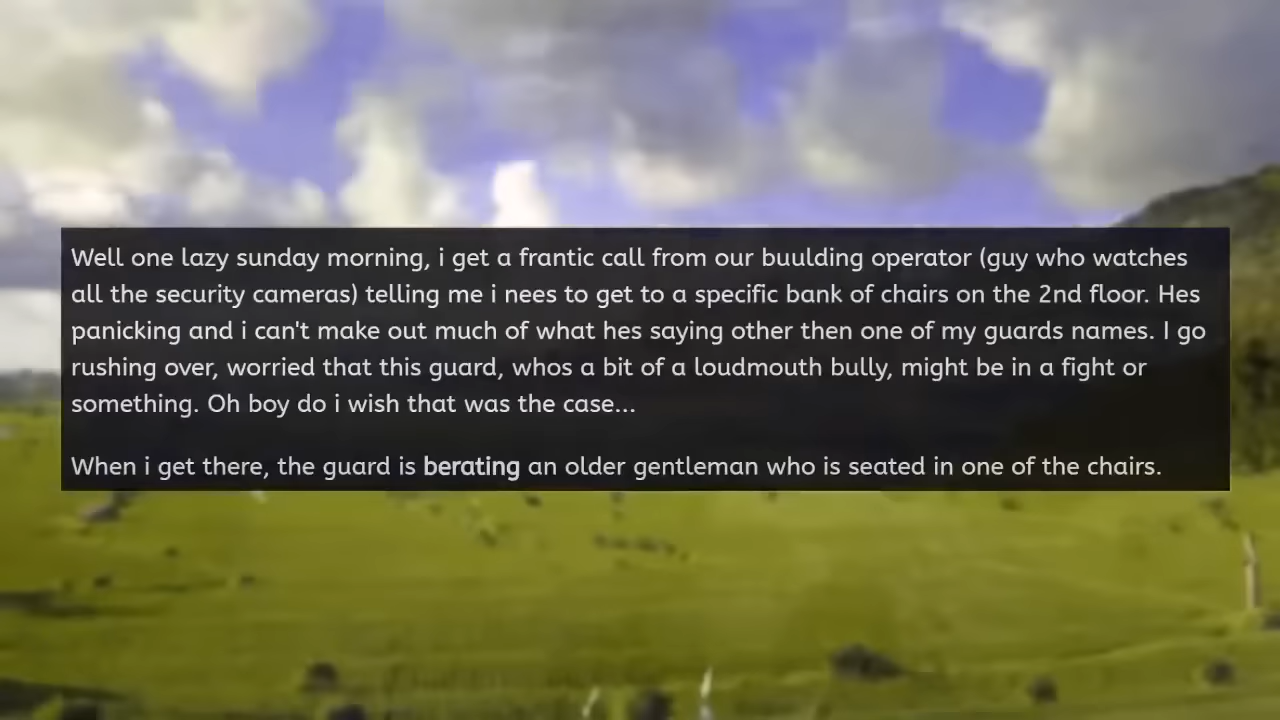 Well one lazy sunday morning, i get a frantic call from our buulding operator (guy who watches
all the security cameras) telling me i nees to get to a specific bank of chairs on the 2nd floor. Hes
panicking and i can't make out much of what hes saying other then one of my guards names. I go
rushing over, worried that this guard, whos a bit of a loudmouth bully, might be in a fight or
something. Oh boy do i wish that was the case...
When i get there, the guard is berating an older gentleman who is seated in one of the chairs.